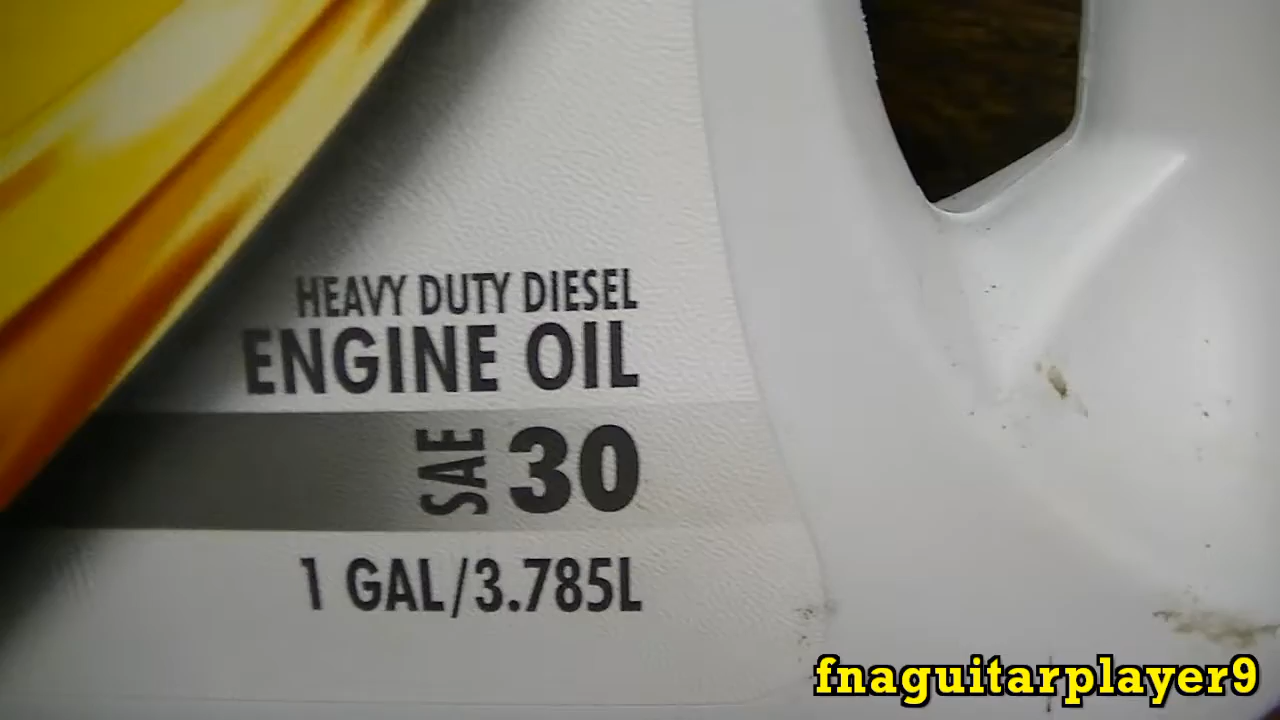 HEAVY DUTY DIESEL
ENGINE OIL
SAE 30
1 GAL/3.785L
fnaguitarplayer9